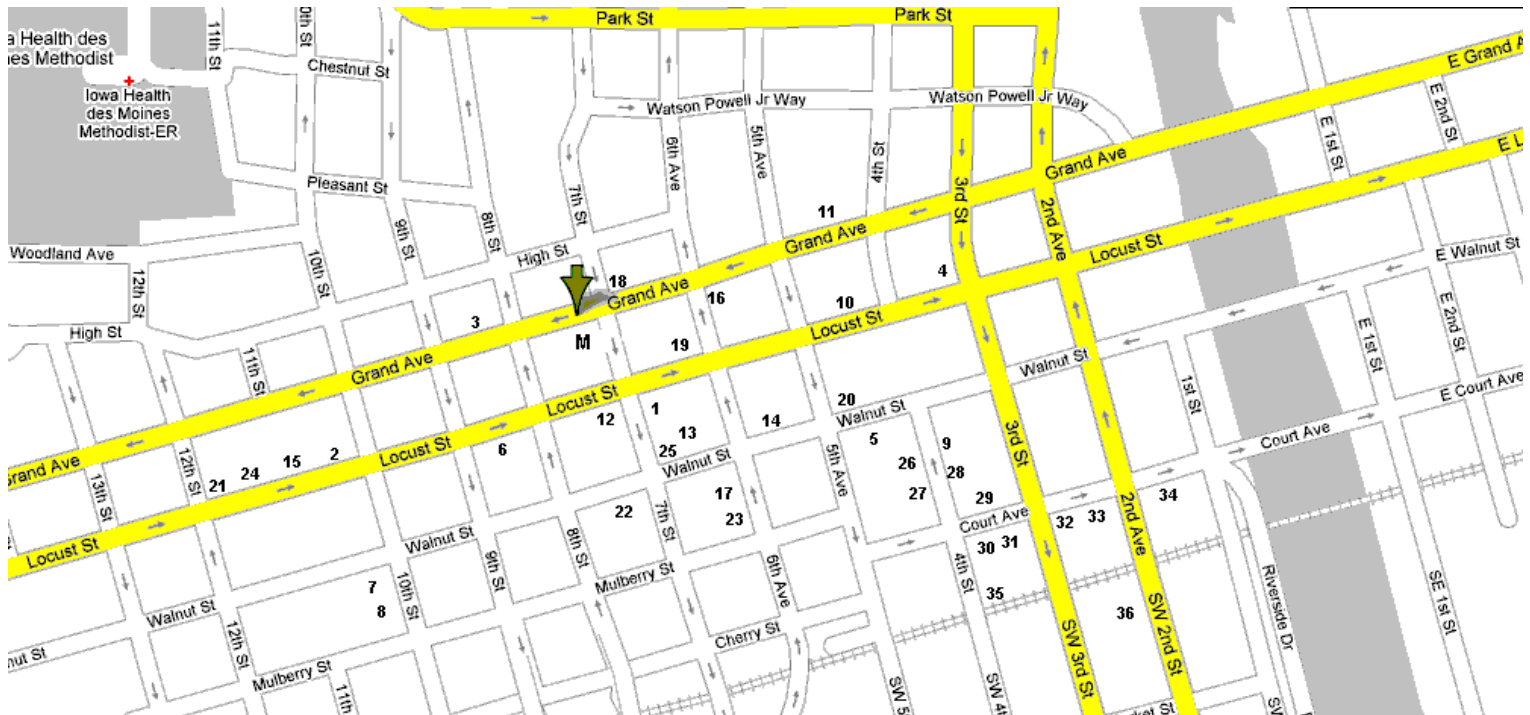 Park St
Park St
a Health des
nes Methodist
11th St
0th St
Chestnut St
Iowa Health
des Moines
Methodist-ER
Watson Powell Jr Way
Watson Powell Jr Way
E Grand A
E 2nd St
E 1st St
E L
6th Ave
5th Ave
4th St
Grand Ave
Pleasant St
7th St
3rd St
2nd Ave
8th St
9th St
11
Grand Ave
Locust St
Woodland Ave
10th St
High St
E Walnut St
12th St
18
4
Grand Ave
16
10
Locust St
High St
3
M
19
E 1st St
E 2nd St
11th St
Grand Ave
Walnut St
1st St
E Court Ave
Locust St
1
12
20
Walnut St
14
13
5
9
3rd St
Court Ave
Locust St
6
2
15
24
21
12th St
25
Walnut St
5th Ave
26
28
Grand Ave
13th St
17
27
29
34
22
7th St
23
Court Ave
32
33
2nd Ave
Locust St
Walnut St
8th St
30
31
9th St
Mulberry St
6th Ave
4th St
7
10th St
8
35
36
Riverside Dr
SE 1st St
Walnut St
12th St
Cherry St
nut St
Mulberry St
11th
SW 3rd St
SW 2nd St
SW 5
SW 4t
rket St
SW